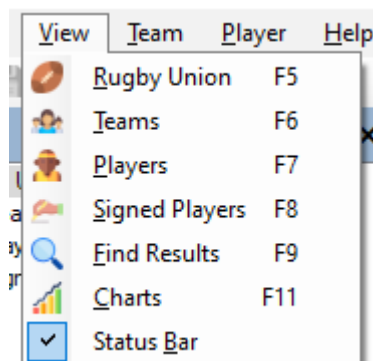 View Team Player Help
Rugby Union F5
Teams F6
Players F7
Signed Players F8
Find Results F9
Charts F11
Status Bar